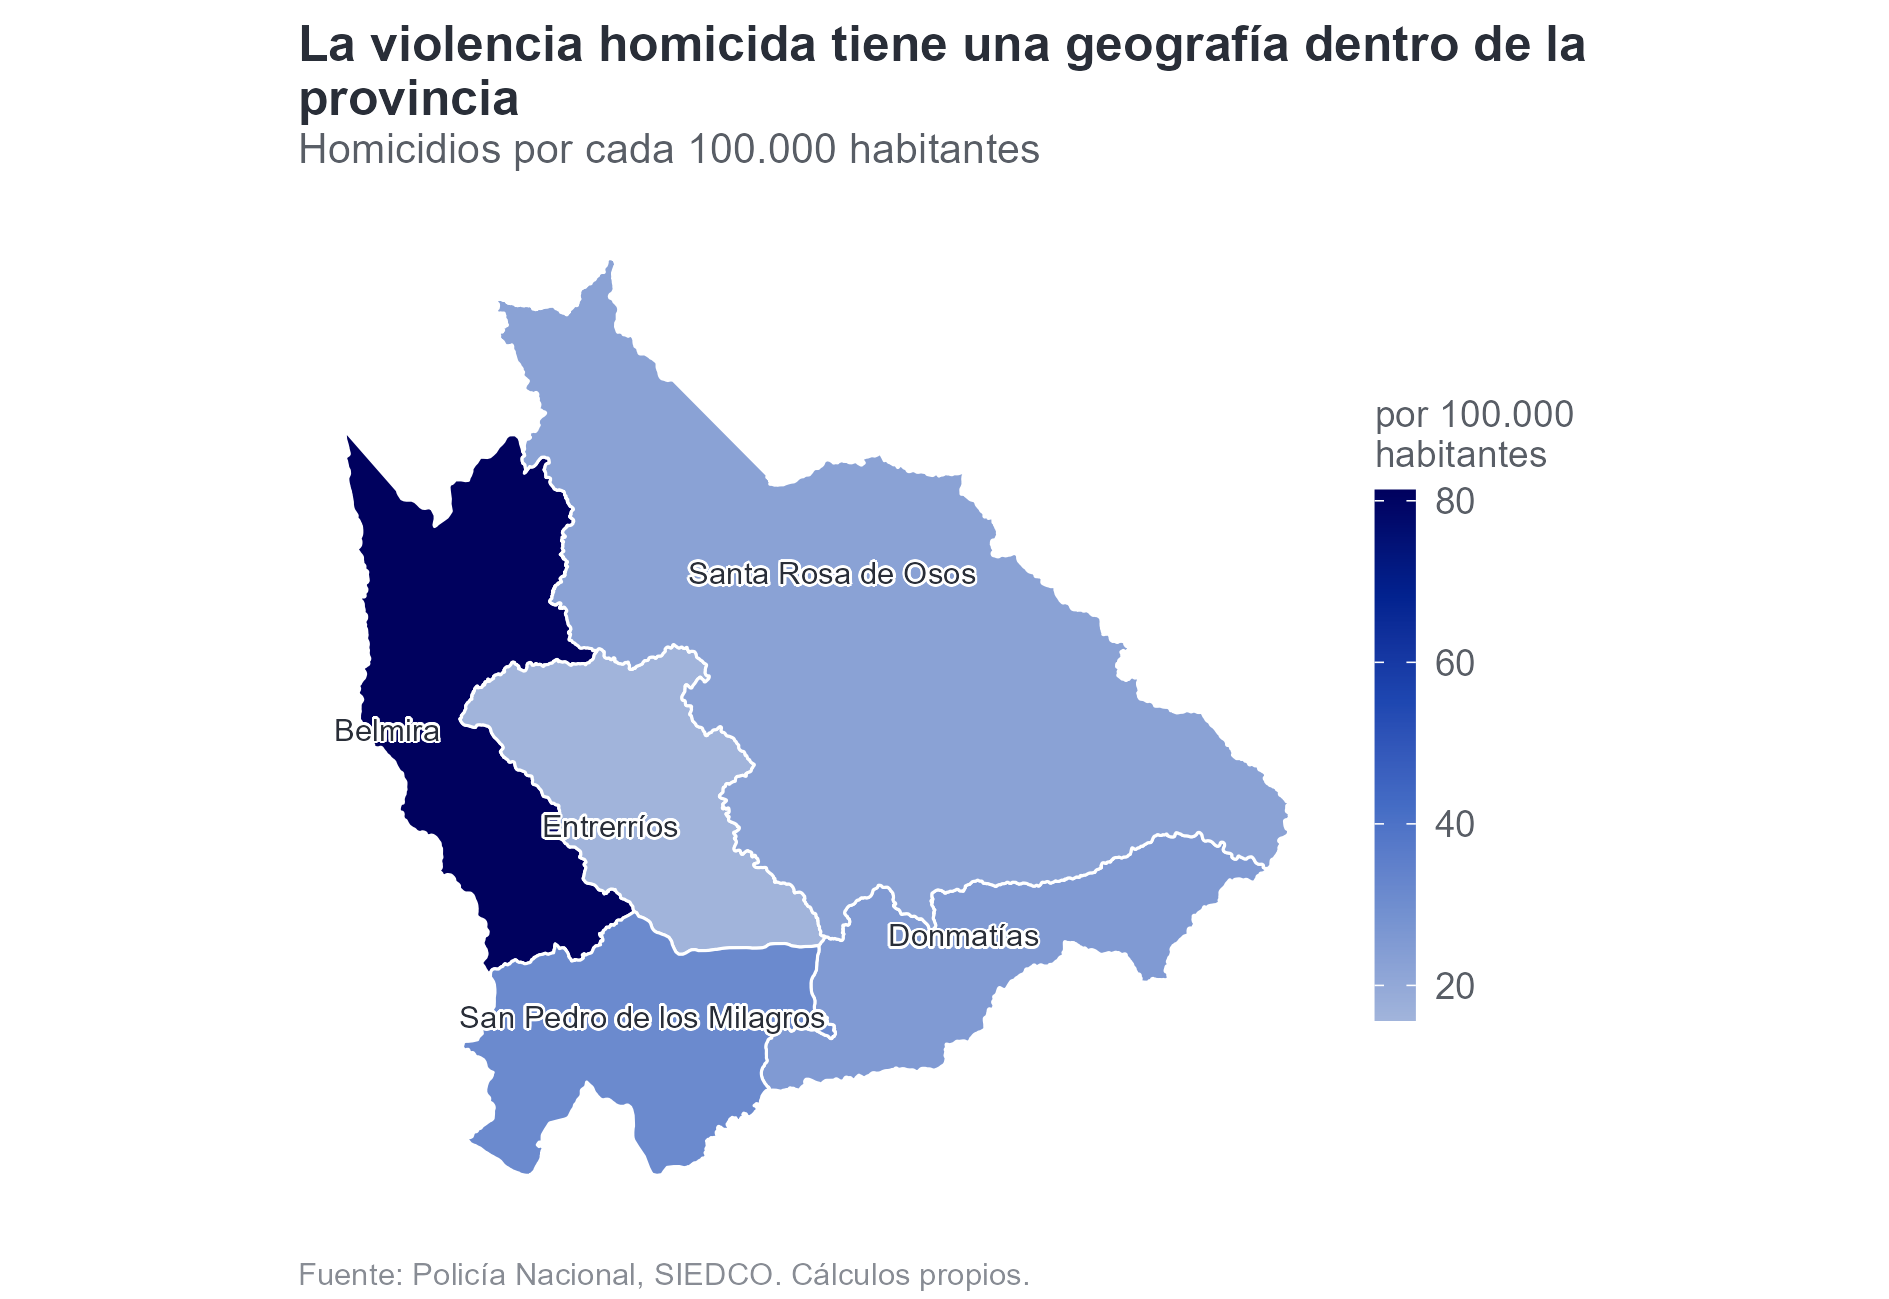 La violencia homicida tiene una geografía dentro de la
provincia
Homicidios por cada 100.000 habitantes
por 100.000
habitantes
80
60
40
20
Santa Rosa de Osos
Belmira
Entrerríos
Donmatías
San Pedro de los Milagros
Fuente: Policía Nacional, SIEDCO. Cálculos propios.